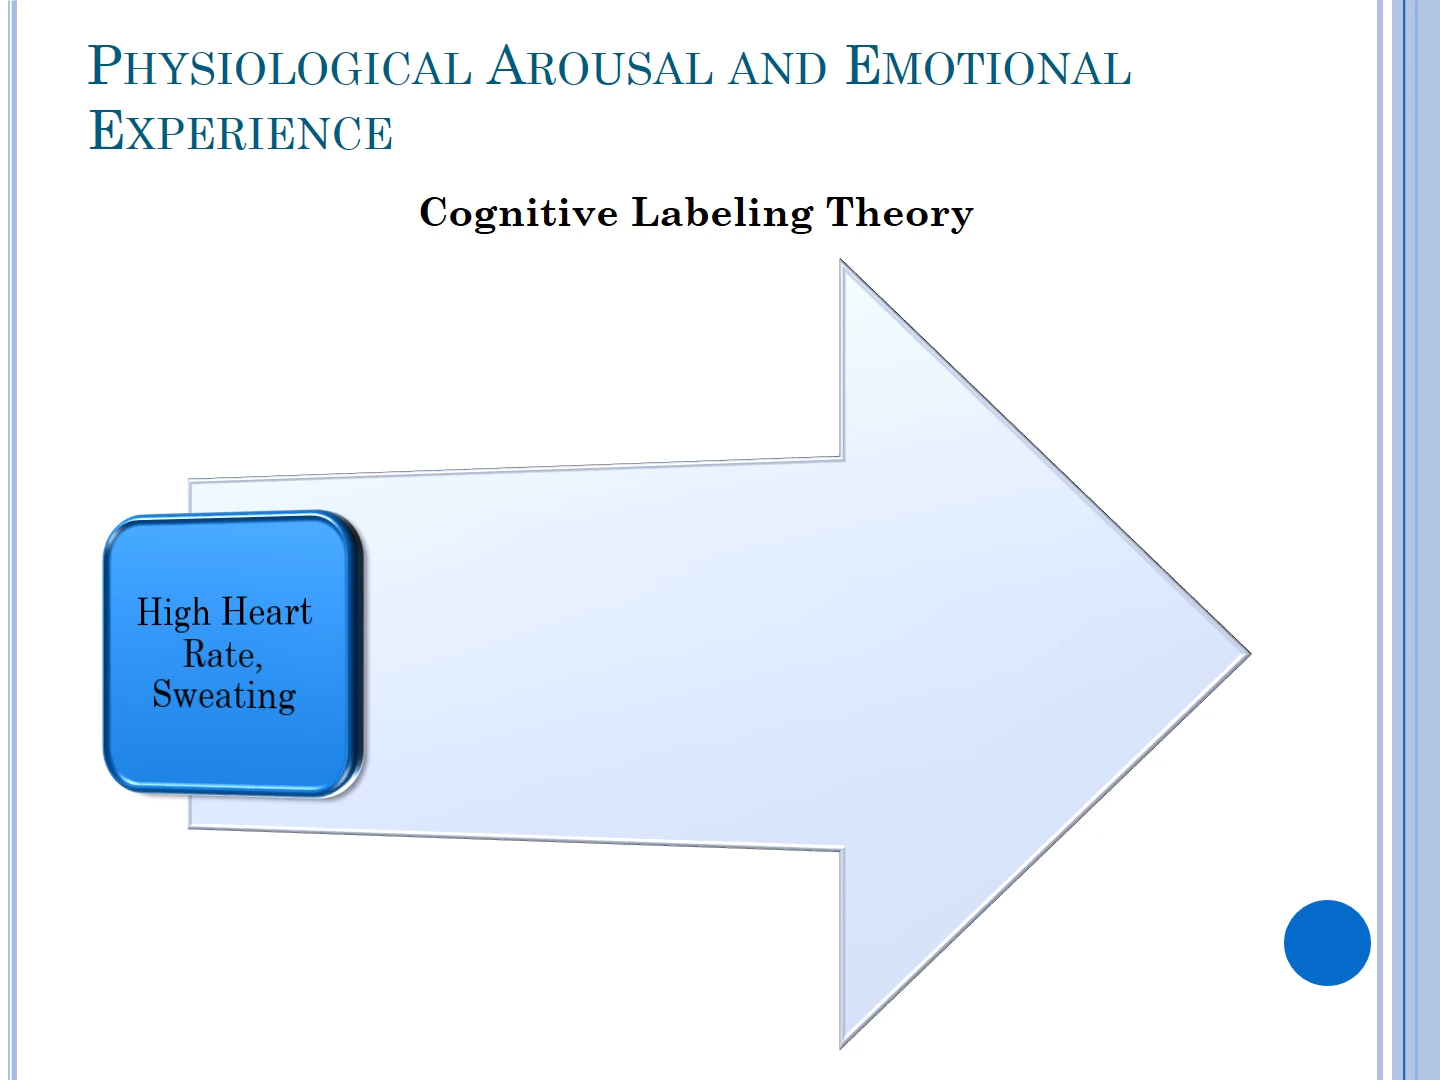 Physiological Arousal and Emotional
Experience
Cognitive Labeling Theory
High Heart
Rate,
Sweating